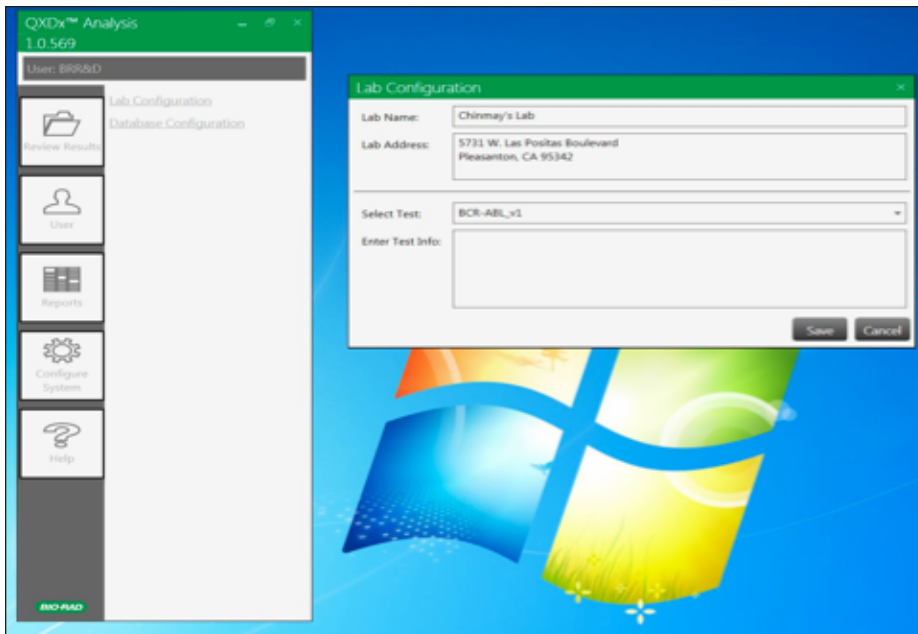 QXDx™ Analysis
1.0.569
User: BRR&D
Review Results
User
Reports
Configure
System
Help
BIO-RAD
Lab Configuration
Database Configuration
Lab Configuration
Lab Name:
Chinmay's Lab
Lab Address:
5731 W. Las Positas Boulevard
Pleasanton, CA 95342
Select Test:
BCR-ABL_v1
Enter Test Info:
Save
Cancel